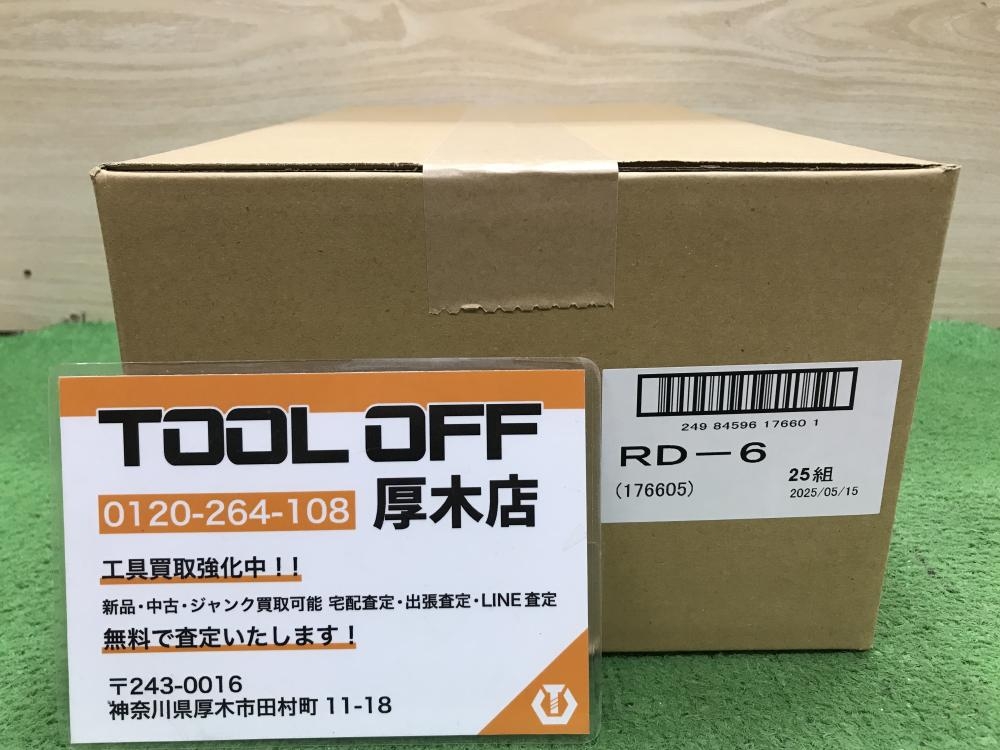 TOOL OFF
0120-264-108 厚木店
工具買取強化中!!
新品・中古・ジャンク買取可能 宅配査定・出張査定・LINE査定
無料で査定いたします!
〒243-0016
神奈川県厚木市田村町 11-18
249 84596 17660 1
RD-6
25組
(176605)
2025/05/15